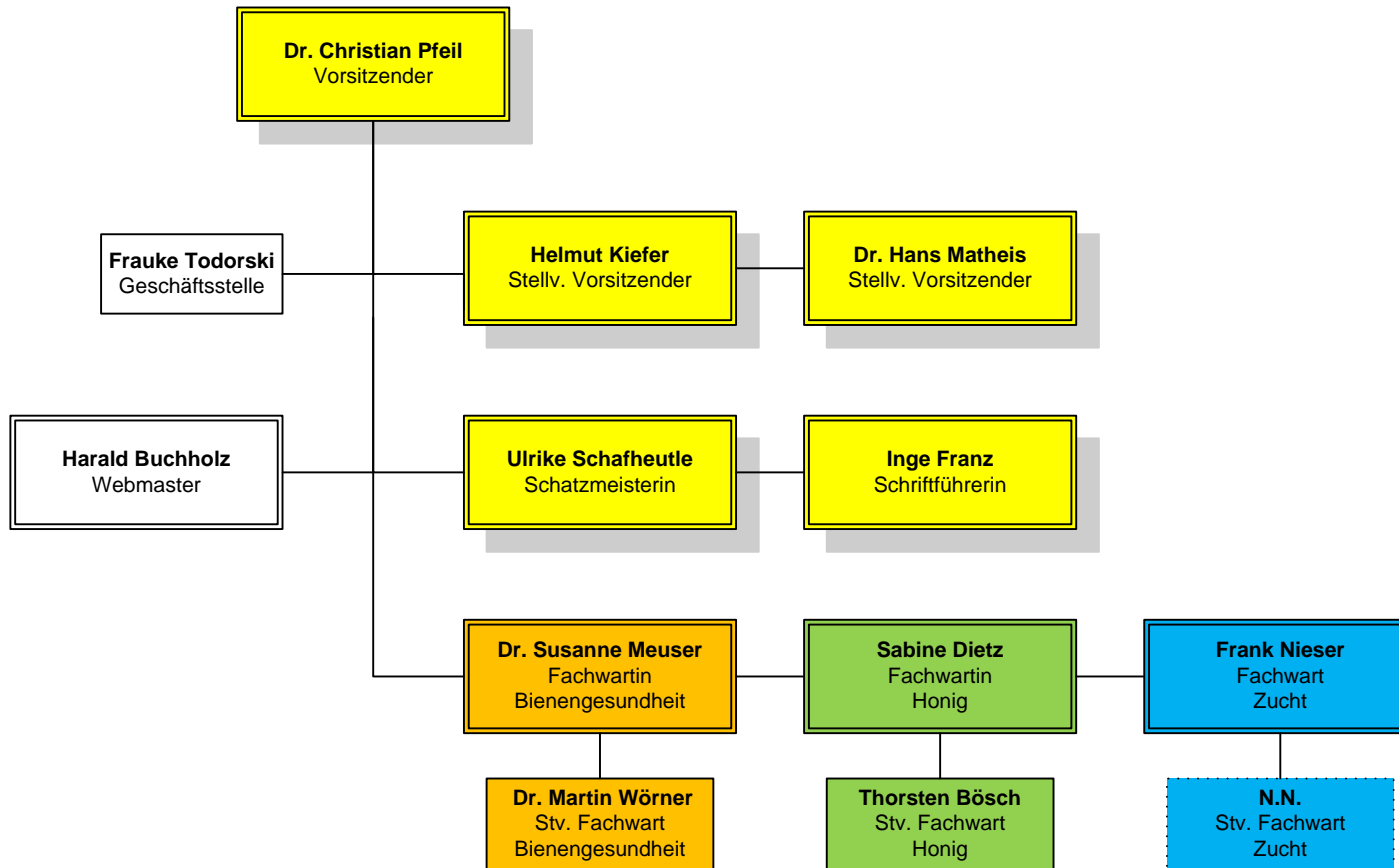 Dr. Christian Pfeil
Vorsitzender
Frauke Todorski
Geschäftsstelle
Helmut Kiefer
Stellv. Vorsitzender
Dr. Hans Matheis
Stellv. Vorsitzender
Harald Buchholz
Webmaster
Ulrike Schafheutle
Schatzmeisterin
Inge Franz
Schriftführerin
Dr. Susanne Meuser
Fachwartin
Bienengesundheit
Sabine Dietz
Fachwartin
Honig
Frank Nieser
Fachwart
Zucht
Dr. Martin Wörner
Stv. Fachwart
Bienengesundheit
Thorsten Bösch
Stv. Fachwart
Honig
N.N.
Stv. Fachwart
Zucht